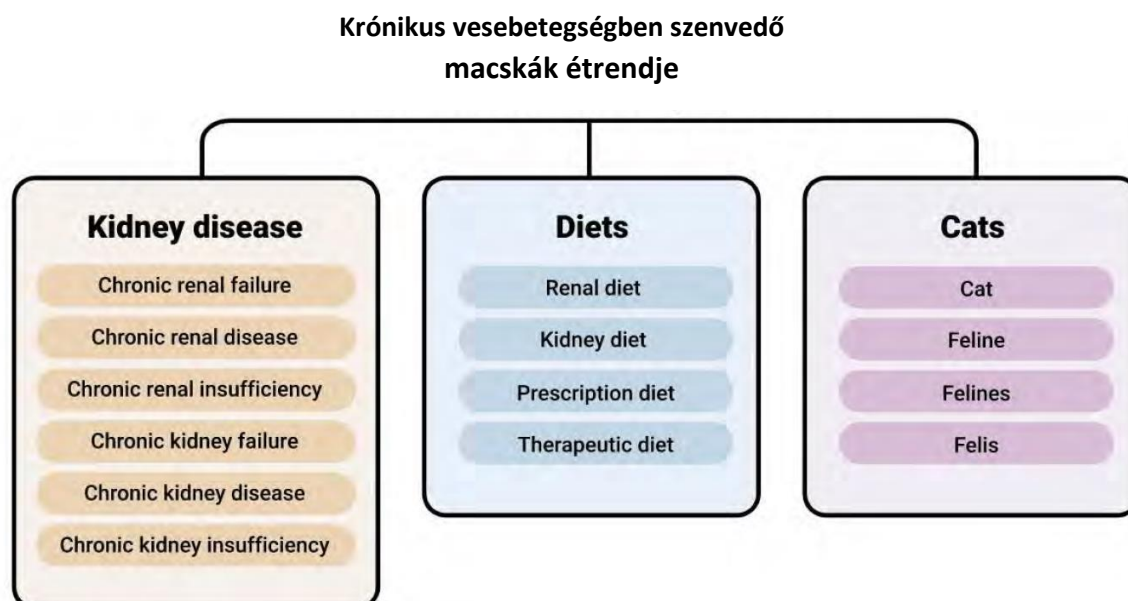 Krónikus vesebetegségben szenvedő
macskák étrendje
Kidney disease
Chronic renal failure
Chronic renal disease
Chronic renal insufficiency
Chronic kidney failure
Chronic kidney disease
Chronic kidney insufficiency
Diets
Renal diet
Kidney diet
Prescription diet
Therapeutic diet
Cats
Cat
Feline
Felines
Felis